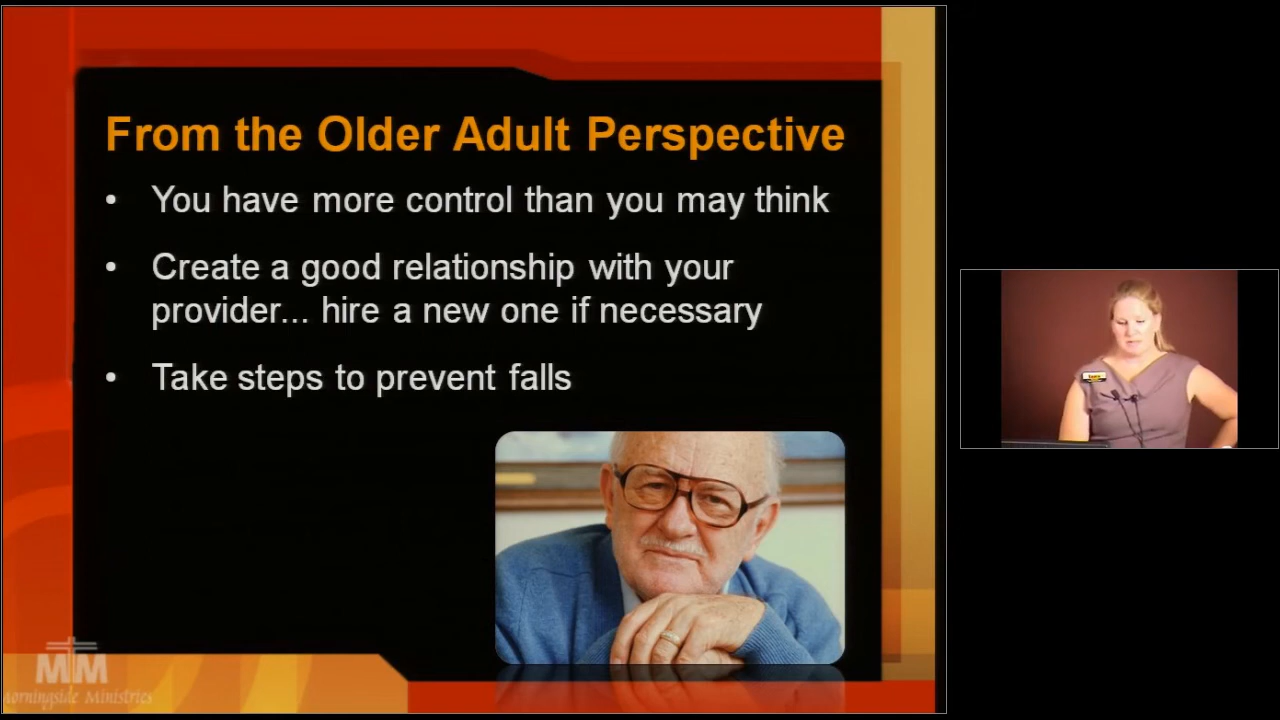 From the Older Adult Perspective
• You have more control than you may think
• Create a good relationship with your
provider... hire a new one if necessary
• Take steps to prevent falls
MM
Morningside Ministries